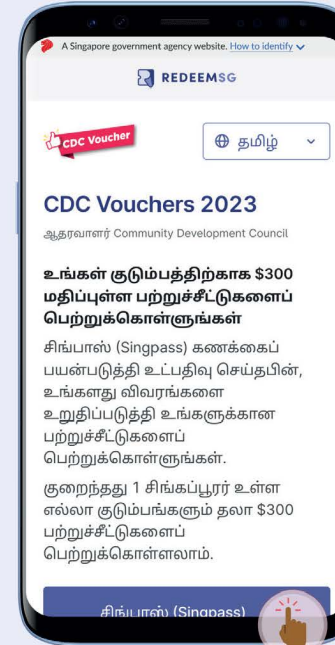 A Singapore government agency website. How to identify
REDEEMSG
CDC Voucher
தமிழ்
CDC Vouchers 2023
ஆதரவாளர் Community Development Council
உங்கள் குடும்பத்திற்காக $300
மதிப்புள்ள பற்றுச்சீட்டுகளைப்
பெற்றுக்கொள்ளுங்கள்
சிங்பாஸ் (Singpass) கணக்கைப்
பயன்படுத்தி உட்பதிவு செய்தபின்,
உங்களது விவரங்களை
உறுதிப்படுத்தி உங்களுக்கான
பற்றுச்சீட்டுகளைப்
பெற்றுக்கொள்ளுங்கள்.
குறைந்தது 1 சிங்கப்பூரர் உள்ள
எல்லா குடும்பங்களும் தலா $300
பற்றுச்சீட்டுகளைப்
பெற்றுக்கொள்ளலாம்.
சிங்பாஸ் (Singpass)